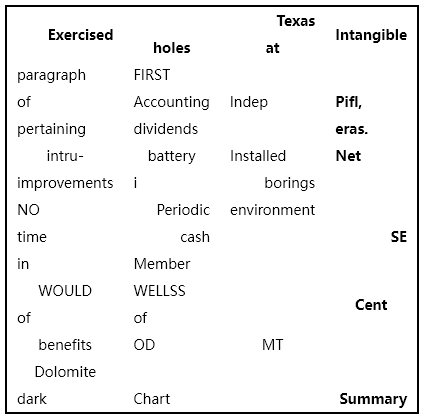 Texas
Exercised Intangible
holes at
paragraph FIRST
of Accounting Indep Pifl,
pertaining dividends eras.
intru- battery Installed Net
improvements i borings
NO Periodic environment
time cash SE
in Member
WOULD WELLSS
Cent
of of
benefits OD MT
Dolomite
dark Chart Summary